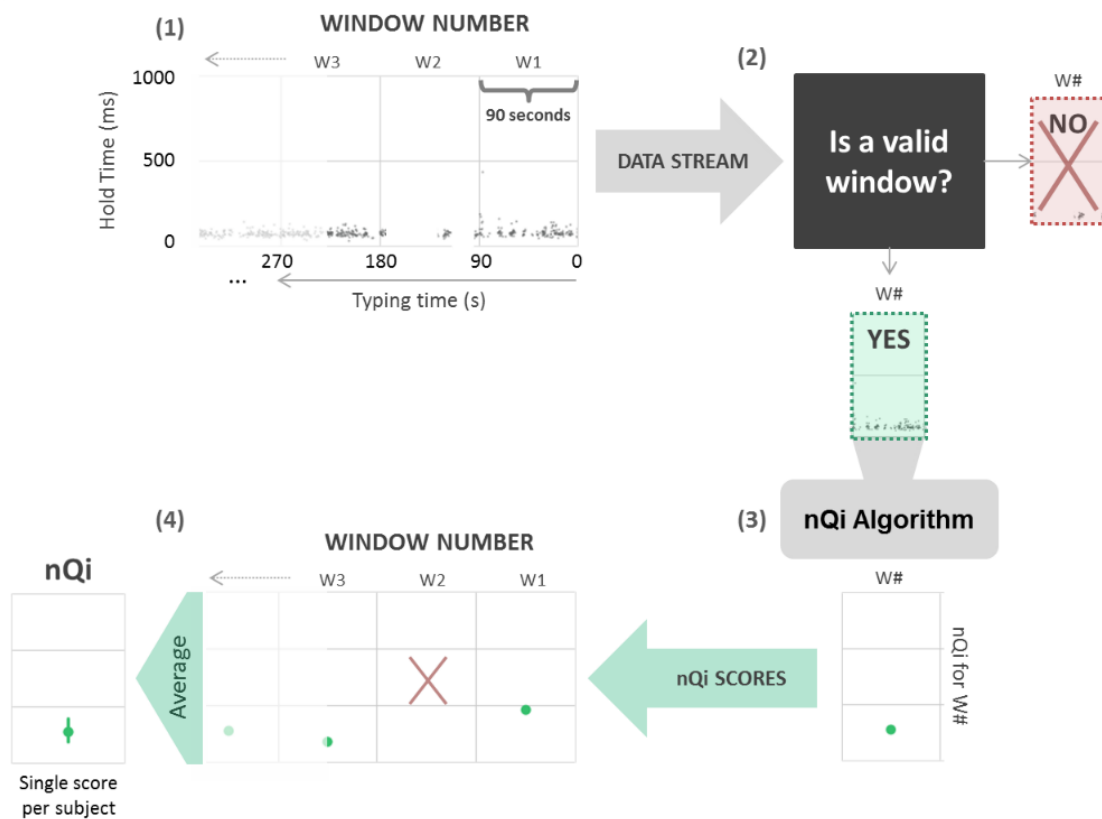 (1)
WINDOW NUMBER
W3 W2 W1
1000
500
0
Hold Time (ms)
90 seconds
270 180 90 0
...
Typing time (s)
DATA STREAM
(2)
Is a valid
window?
W#
NO
W#
YES
(3)
nQi Algorithm
W#
nQi for W#
nQi SCORES
(4)
WINDOW NUMBER
W3 W2 W1
Average
nQi
Single score
per subject